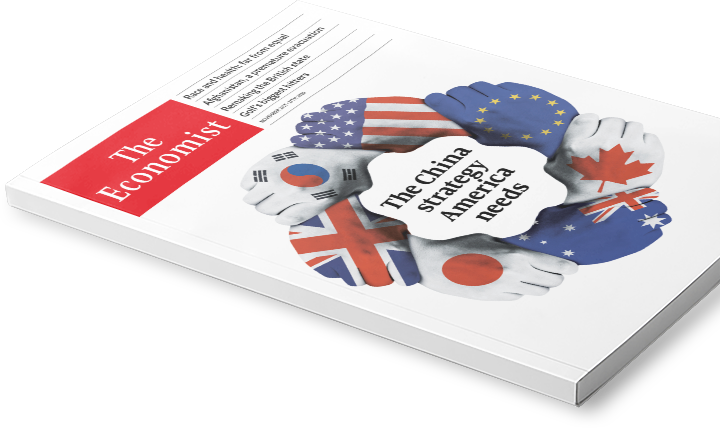 Race and health: far from equal
Afghanistan, a premature evacuation
Remaking the British state
Golf's biggest hitters
The
Economist
The China
strategy
America
needs